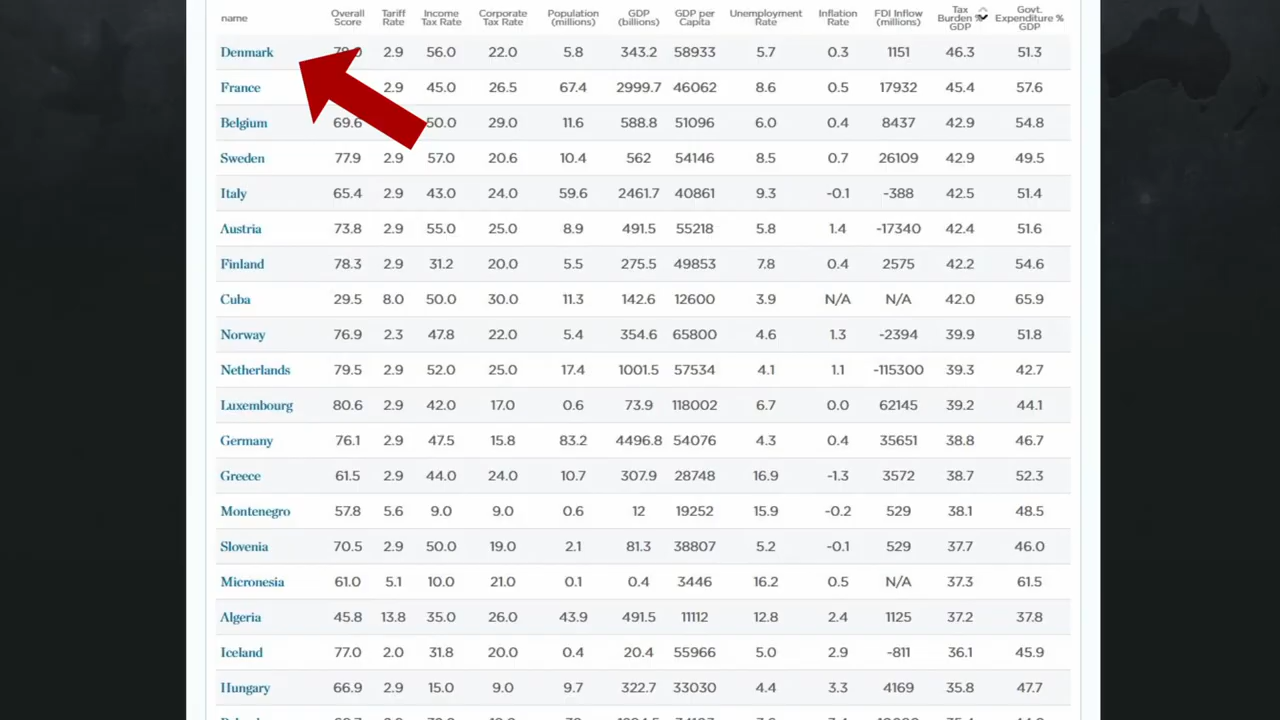 name Overall Score Tariff Rate Income Tax Rate Corporate Tax Rate Population (millions) GDP (billions) GDP per Capita Unemployment Rate Inflation Rate FDI Inflow (millions) Tax Burden % GDP Govt. Expenditure % GDP
Denmark 2.9 56.0 22.0 5.8 343.2 58933 5.7 0.3 1151 46.3 51.3
France 2.9 45.0 26.5 67.4 2999.7 46062 8.6 0.5 17932 45.4 57.6
Belgium 69.6 50.0 29.0 11.6 588.8 51096 6.0 0.4 8437 42.9 54.8
Sweden 77.9 2.9 57.0 20.6 10.4 562 54146 8.5 0.7 26109 42.9 49.5
Italy 65.4 2.9 43.0 24.0 59.6 2461.7 40861 9.3 -0.1 -388 42.5 51.4
Austria 73.8 2.9 55.0 25.0 8.9 491.5 55218 5.8 1.4 -17340 42.4 51.6
Finland 78.3 2.9 31.2 20.0 5.5 275.5 49853 7.8 0.4 2575 42.2 54.6
Cuba 29.5 8.0 50.0 30.0 11.3 142.6 12600 3.9 N/A N/A 42.0 65.9
Norway 76.9 2.3 47.8 22.0 5.4 354.6 65800 4.6 1.3 -2394 39.9 51.8
Netherlands 79.5 2.9 52.0 25.0 17.4 1001.5 57534 4.1 1.1 -115300 39.3 42.7
Luxembourg 80.6 2.9 42.0 17.0 0.6 73.9 118002 6.7 0.0 62145 39.2 44.1
Germany 76.1 2.9 47.5 15.8 83.2 4496.8 54076 4.3 0.4 35651 38.8 46.7
Greece 61.5 2.9 44.0 24.0 10.7 307.9 28748 16.9 -1.3 3572 38.7 52.3
Montenegro 57.8 5.6 9.0 9.0 0.6 12 19252 15.9 -0.2 529 38.1 48.5
Slovenia 70.5 2.9 50.0 19.0 2.1 81.3 38807 5.2 -0.1 529 37.7 46.0
Micronesia 61.0 5.1 10.0 21.0 0.1 0.4 3446 16.2 0.5 N/A 37.3 61.5
Algeria 45.8 13.8 35.0 26.0 43.9 491.5 11112 12.8 2.4 1125 37.2 37.8
Iceland 77.0 2.0 31.8 20.0 0.4 20.4 55966 5.0 2.9 -811 36.1 45.9
Hungary 66.9 2.9 15.0 9.0 9.7 322.7 33030 4.4 3.3 4169 35.8 47.7